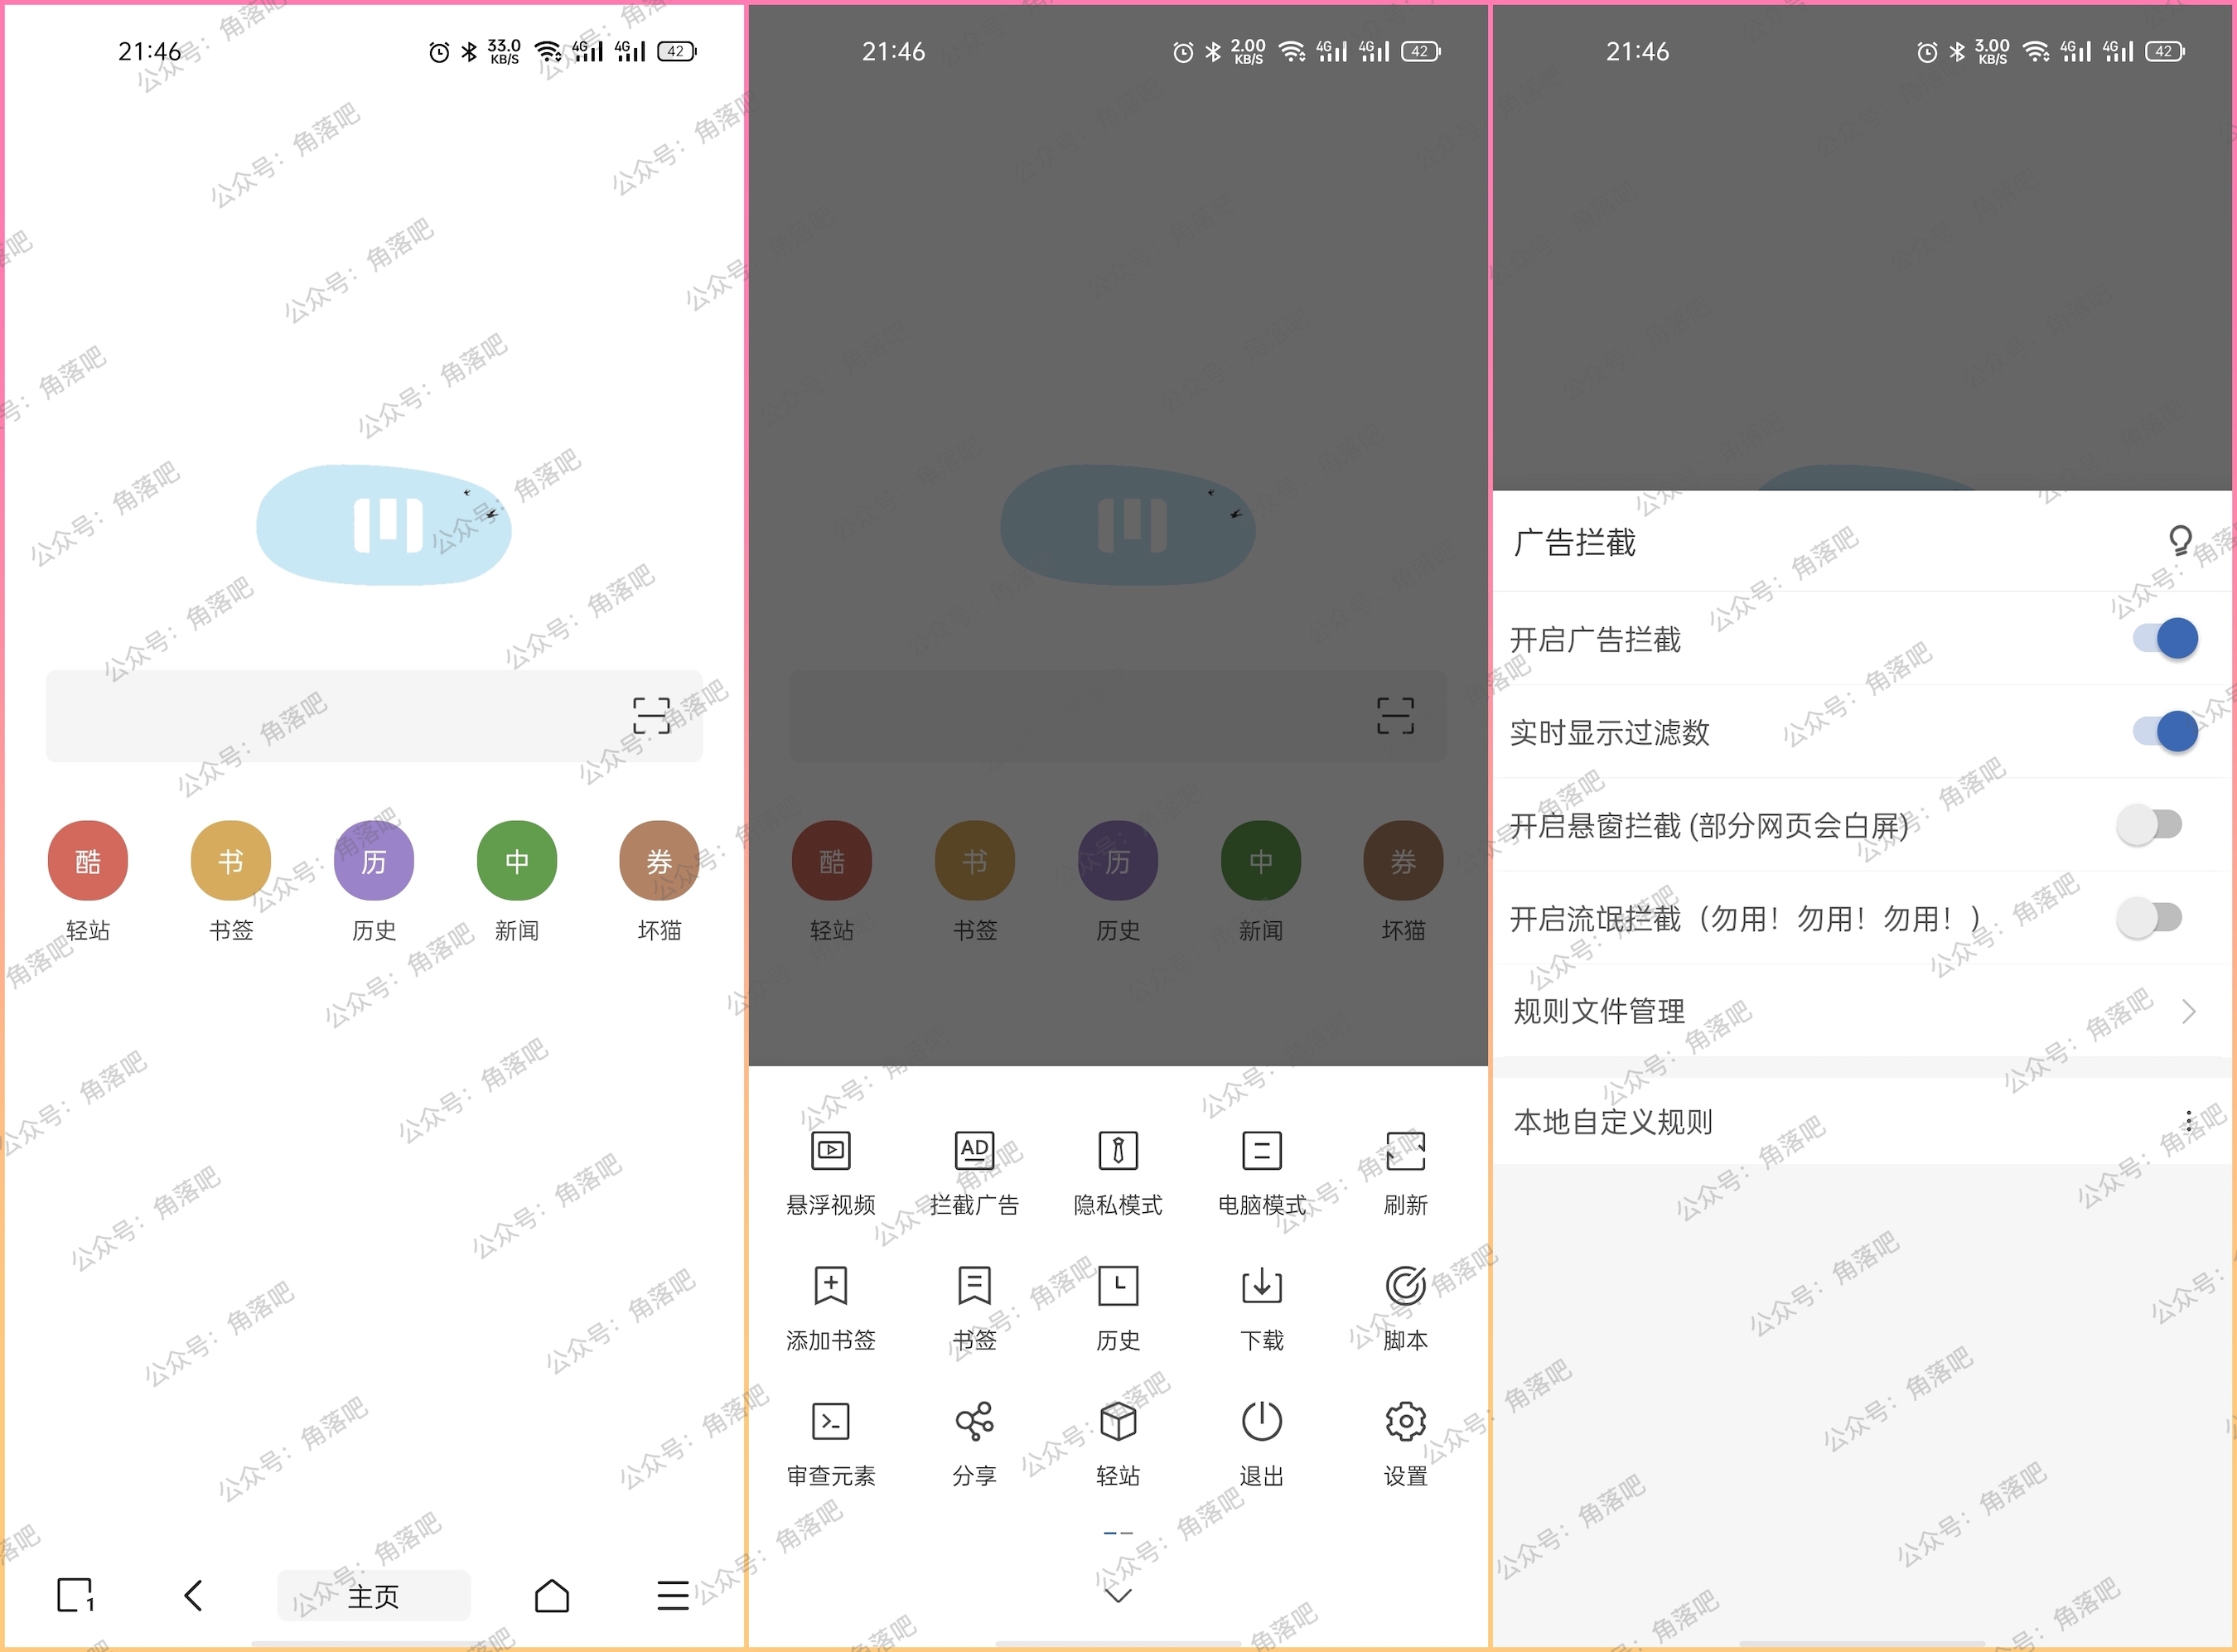 21:46
33.0
KB/S
4G
4G
42
酷
书
历
中
券
轻站
书签
历史
新闻
坏猫
1
主页
21:46
2.00
KB/S
4G
4G
42
酷
书
历
中
券
轻站
书签
历史
新闻
坏猫
AD
悬浮视频
拦截广告
隐私模式
电脑模式
刷新
添加书签
书签
历史
下载
脚本
审查元素
分享
轻站
退出
设置
21:46
3.00
KB/S
4G
4G
42
广告拦截
开启广告拦截
实时显示过滤数
开启悬窗拦截 (部分网页会白屏)
开启流氓拦截（勿用！勿用！勿用！）
规则文件管理
本地自定义规则
公众号：角落吧